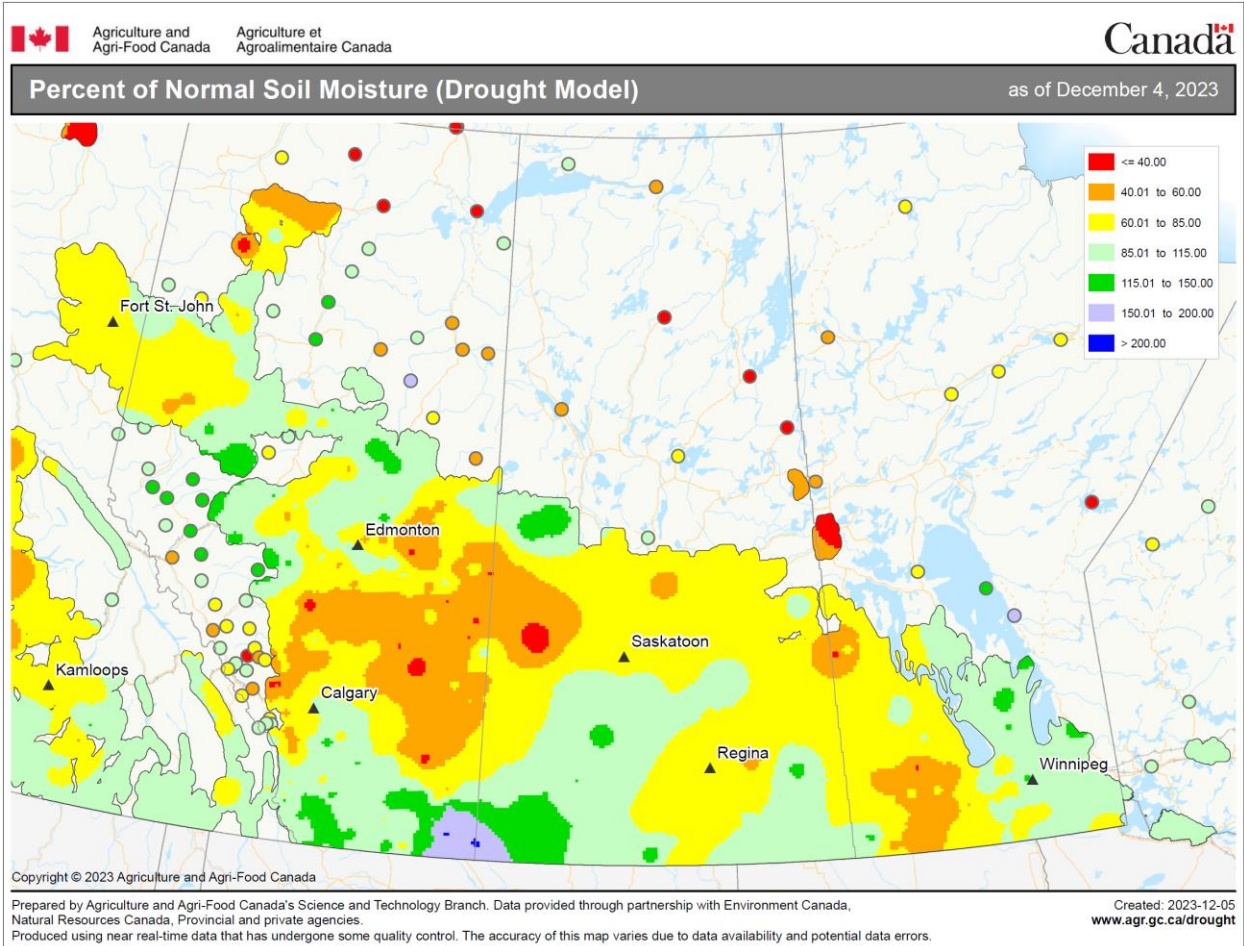 Agriculture and
Agri-Food Canada
Agriculture et
Agroalimentaire Canada
Canada
Percent of Normal Soil Moisture (Drought Model)
as of December 4, 2023
<= 40.00
40.01 to 60.00
60.01 to 85.00
85.01 to 115.00
115.01 to 150.00
150.01 to 200.00
> 200.00
Fort St. John
Edmonton
Saskatoon
Kamloops
Calgary
Regina
Winnipeg
Copyright © 2023 Agriculture and Agri-Food Canada
Prepared by Agriculture and Agri-Food Canada's Science and Technology Branch. Data provided through partnership with Environment Canada,
Natural Resources Canada, Provincial and private agencies.
Produced using near real-time data that has undergone some quality control. The accuracy of this map varies due to data availability and potential data errors.
Created: 2023-12-05
www.agr.gc.ca/drought